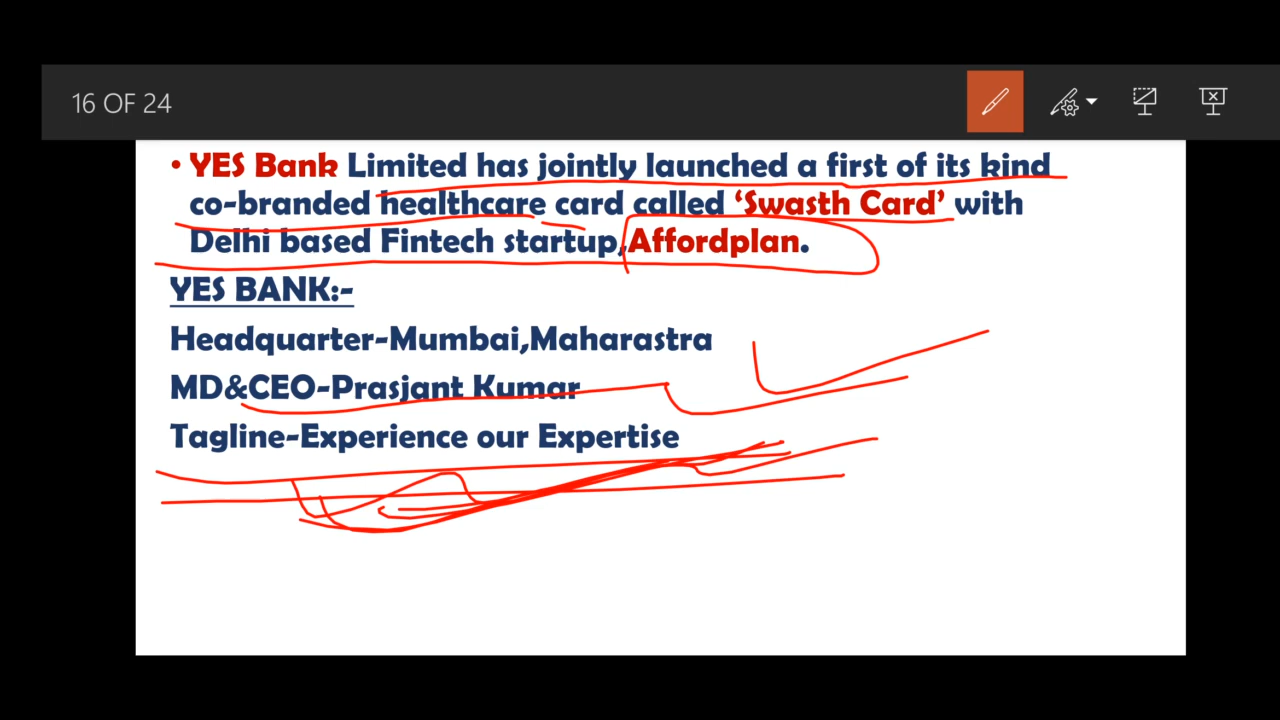 16 OF 24
• YES Bank Limited has jointly launched a first of its kind
co-branded healthcare card called ‘Swasth Card’ with
Delhi based Fintech startup,Affordplan.
YES BANK:-
Headquarter-Mumbai,Maharastra
MD&CEO-Prasjant Kumar
Tagline-Experience our Expertise